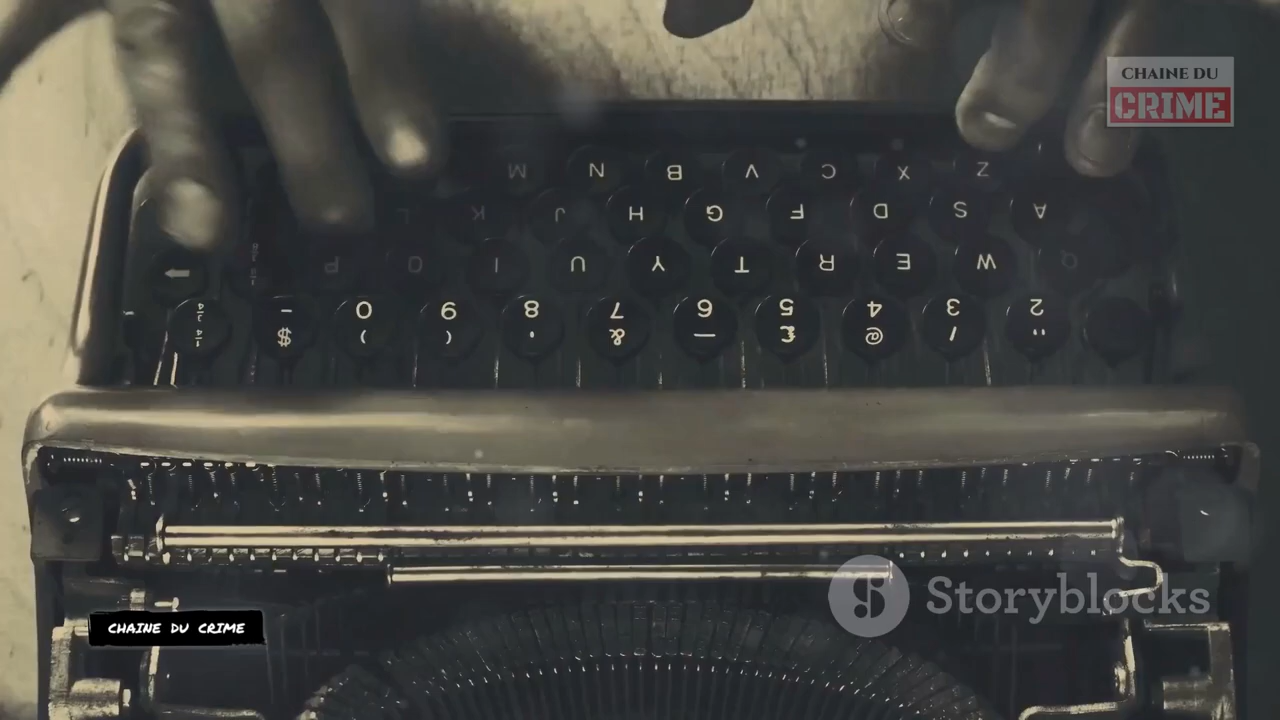 CHAINE DU
CRIME
M N B V C X Z
L K J H G F D S A
P O I U Y T R E W Q
- 0 9 8 7 6 5 4 3 2
$ ) ( ' & _ £ @ / "
Storyblocks
CHAINE DU CRIME